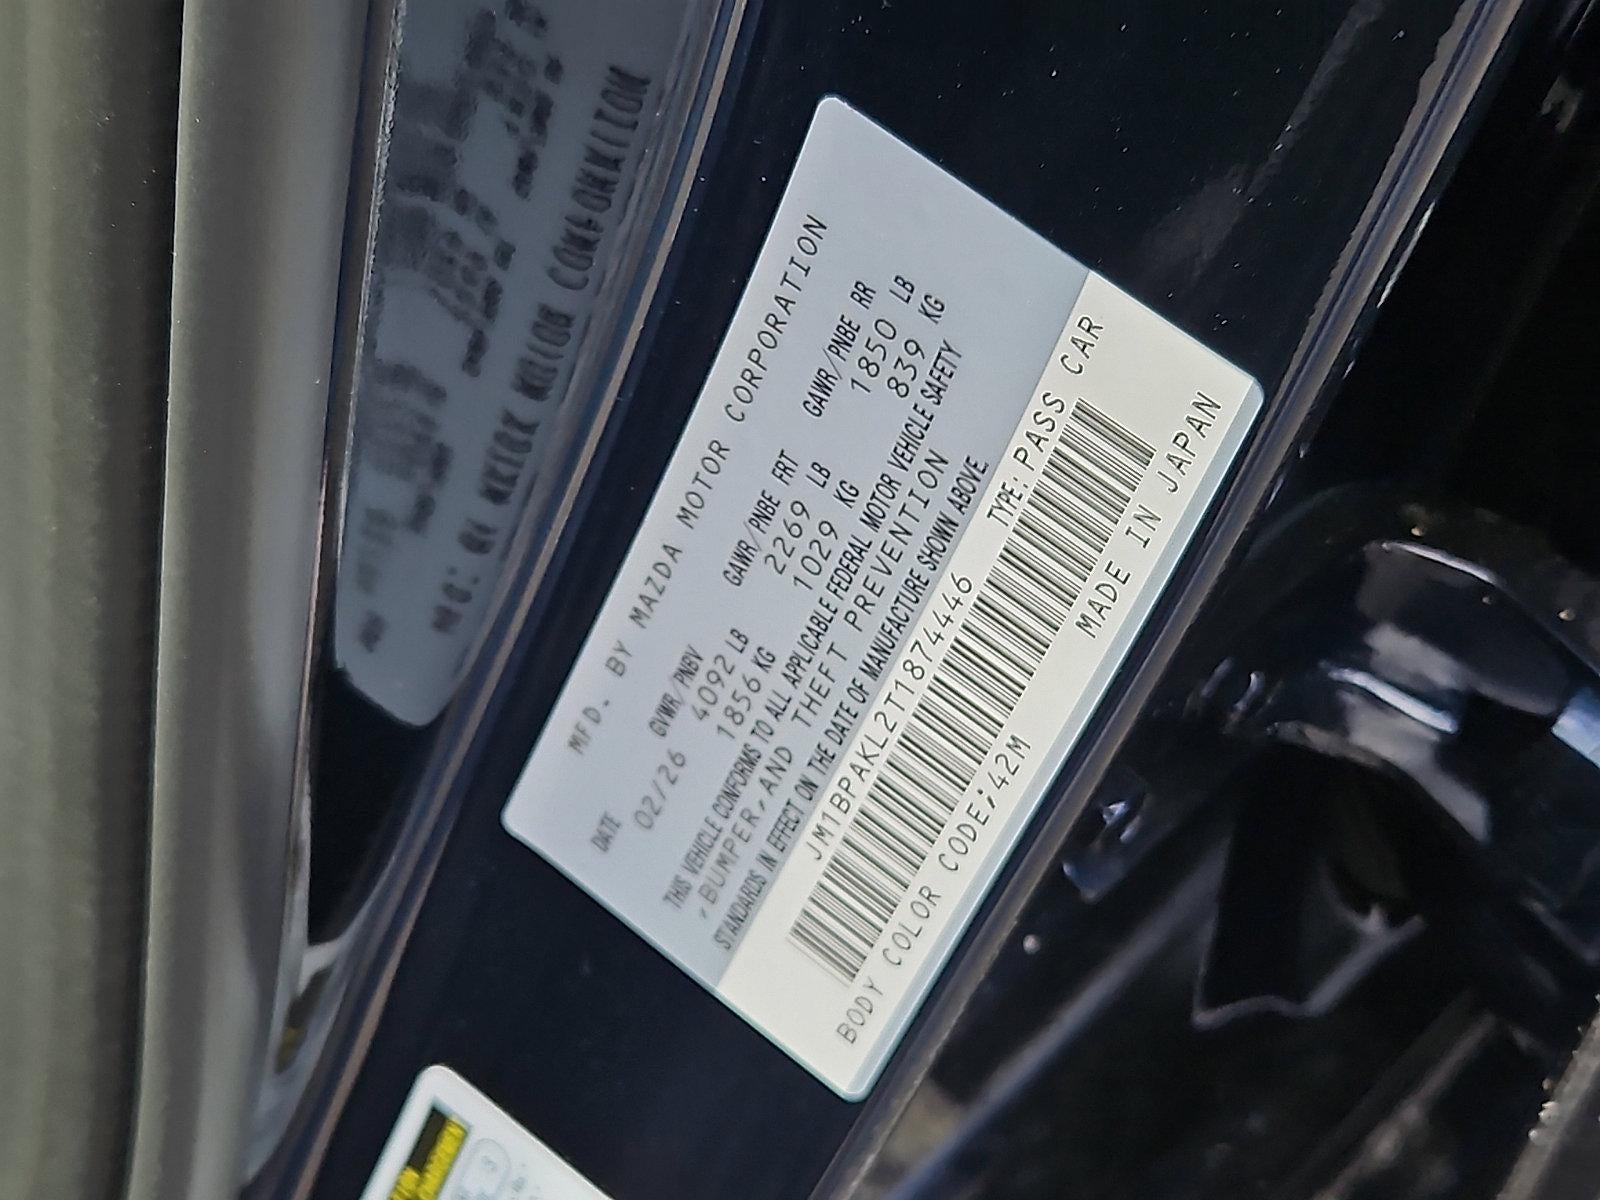 MFD. BY MAZDA MOTOR CORPORATION
DATE GVWR/PNBV GAWR/PNBE FRT GAWR/PNBE RR
02/26 4092 LB 2269 LB 1850 LB
1856 KG 1029 KG 839 KG
THIS VEHICLE CONFORMS TO ALL APPLICABLE FEDERAL MOTOR VEHICLE SAFETY
,BUMPER,AND THEFT PREVENTION
STANDARDS IN EFFECT ON THE DATE OF MANUFACTURE SHOWN ABOVE.
JM1BPAKL2T1874446 TYPE: PASS CAR
BODY COLOR CODE;42M MADE IN JAPAN